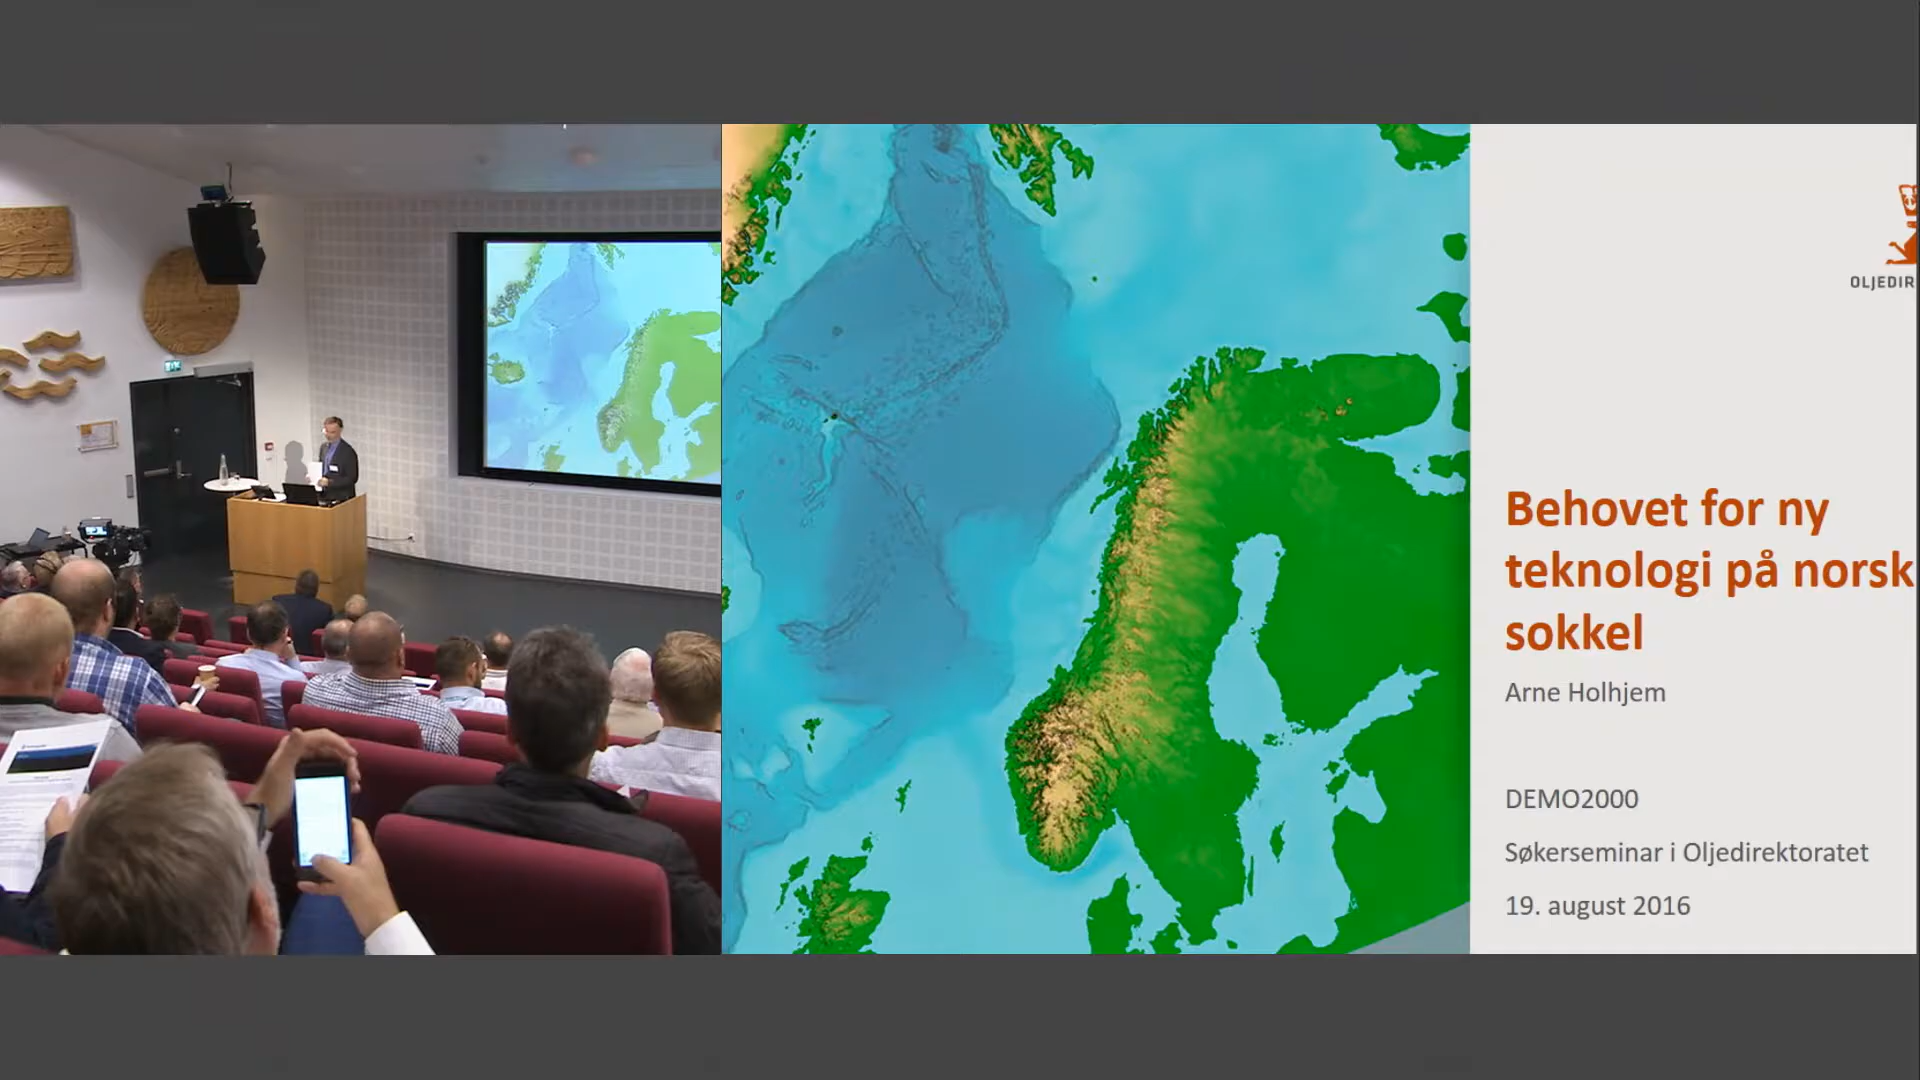 OLJEDIR
Behovet for ny
teknologi på norsk
sokkel
Arne Holhjem
DEMO2000
Søkerseminar i Oljedirektoratet
19. august 2016